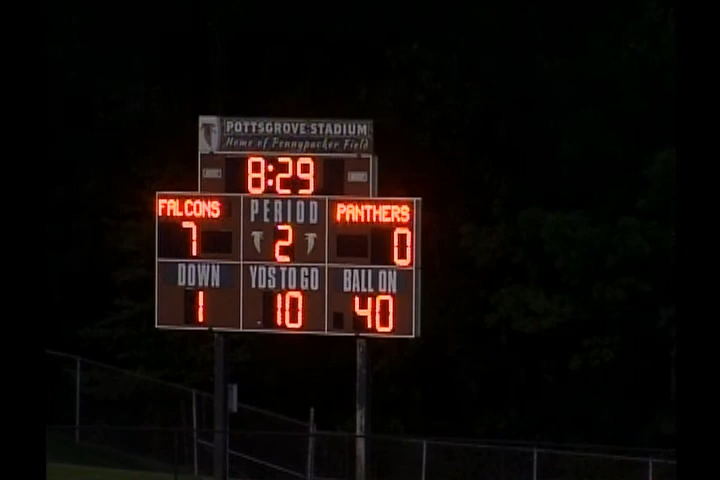 POTTSGROVE STADIUM
Home of Pennypacker Field
8:29
FALCONS PERIOD PANTHERS
7 2 0
DOWN YDS TO GO BALL ON
1 10 40